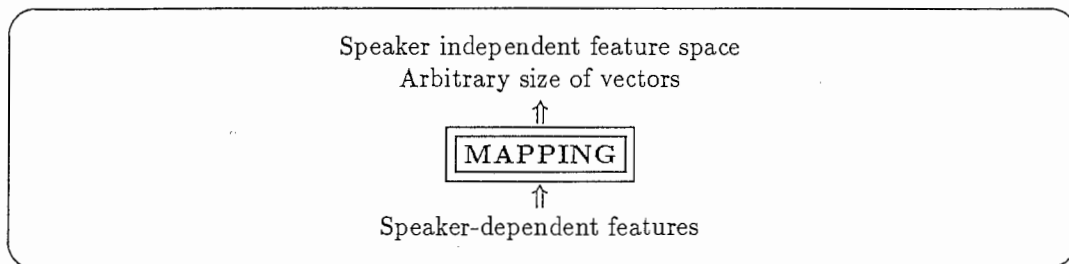 Speaker independent feature space
Arbitrary size of vectors
⇑
MAPPING
⇑
Speaker-dependent features